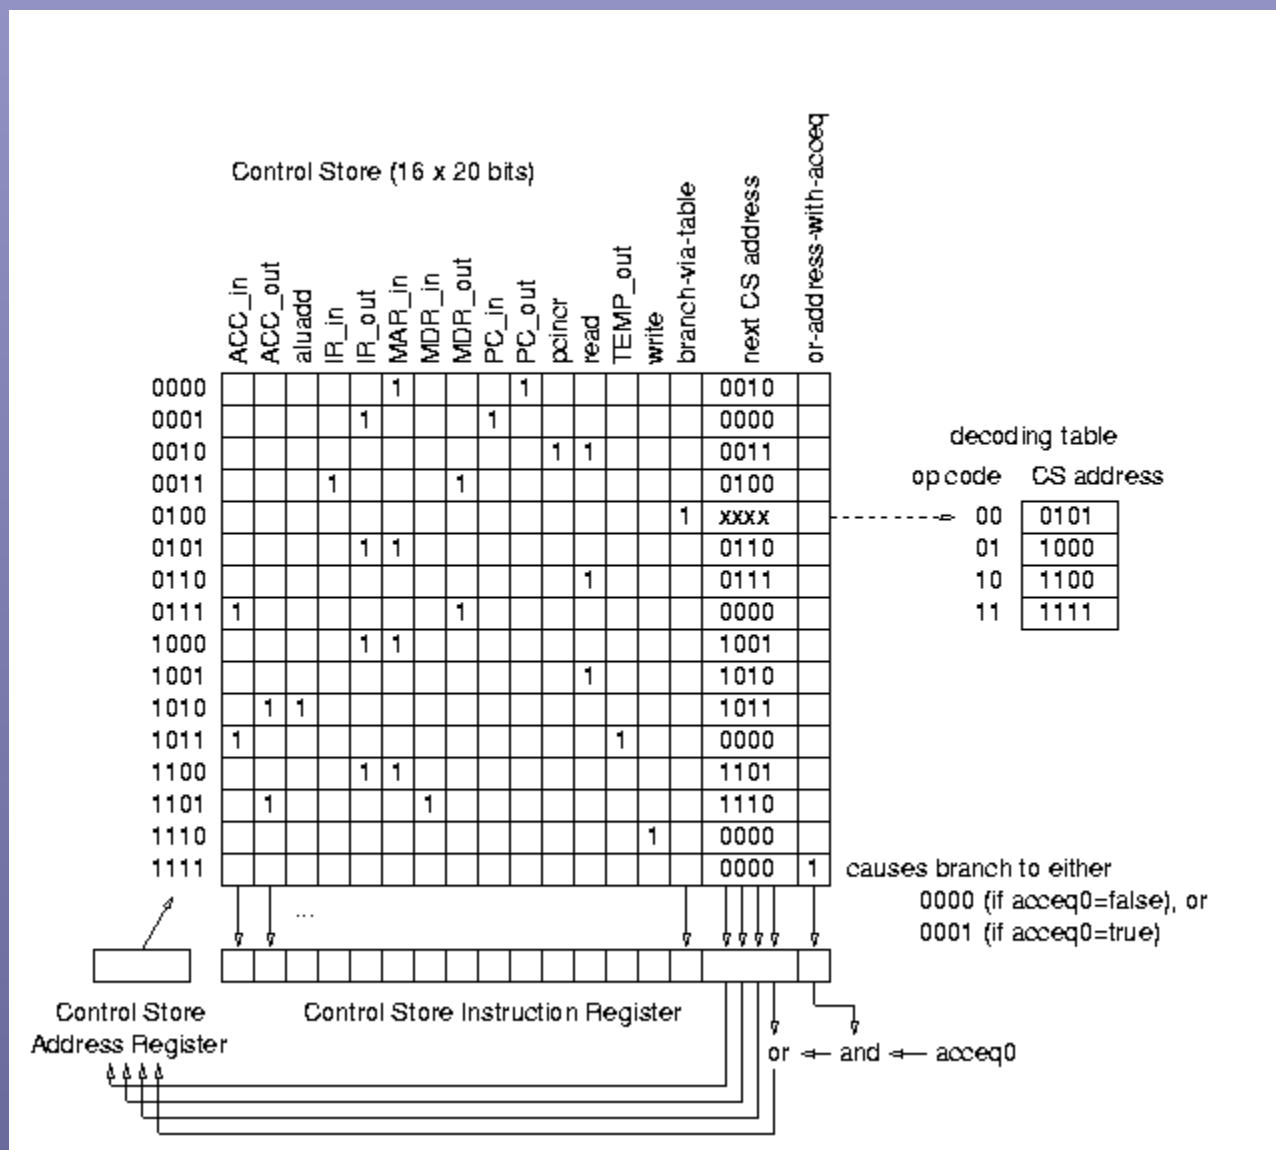 Control Store (16 x 20 bits)
ACC_in
ACC_out
aluadd
IR_in
IR_out
MAR_in
MDR_in
MDR_out
PC_in
PC_out
pcincr
read
TEMP_out
write
branch-via-table
next CS address
or-address-with-acceq
0000 1 1 0010
0001 1 1 0000
0010 1 1 0011
0011 1 1 0100
0100 1 xxxx
0101 1 1 0110
0110 1 0111
0111 1 1 0000
1000 1 1 1001
1001 1 1010
1010 1 1 1011
1011 1 1 0000
1100 1 1 1101
1101 1 1 1110
1110 1 0000
1111 0000 1
decoding table
opcode CS address
00 0101
01 1000
10 1100
11 1111
causes branch to either
0000 (if acceq0=false), or
0001 (if acceq0=true)
...
Control Store
Address Register
Control Store Instruction Register
or and acceq0